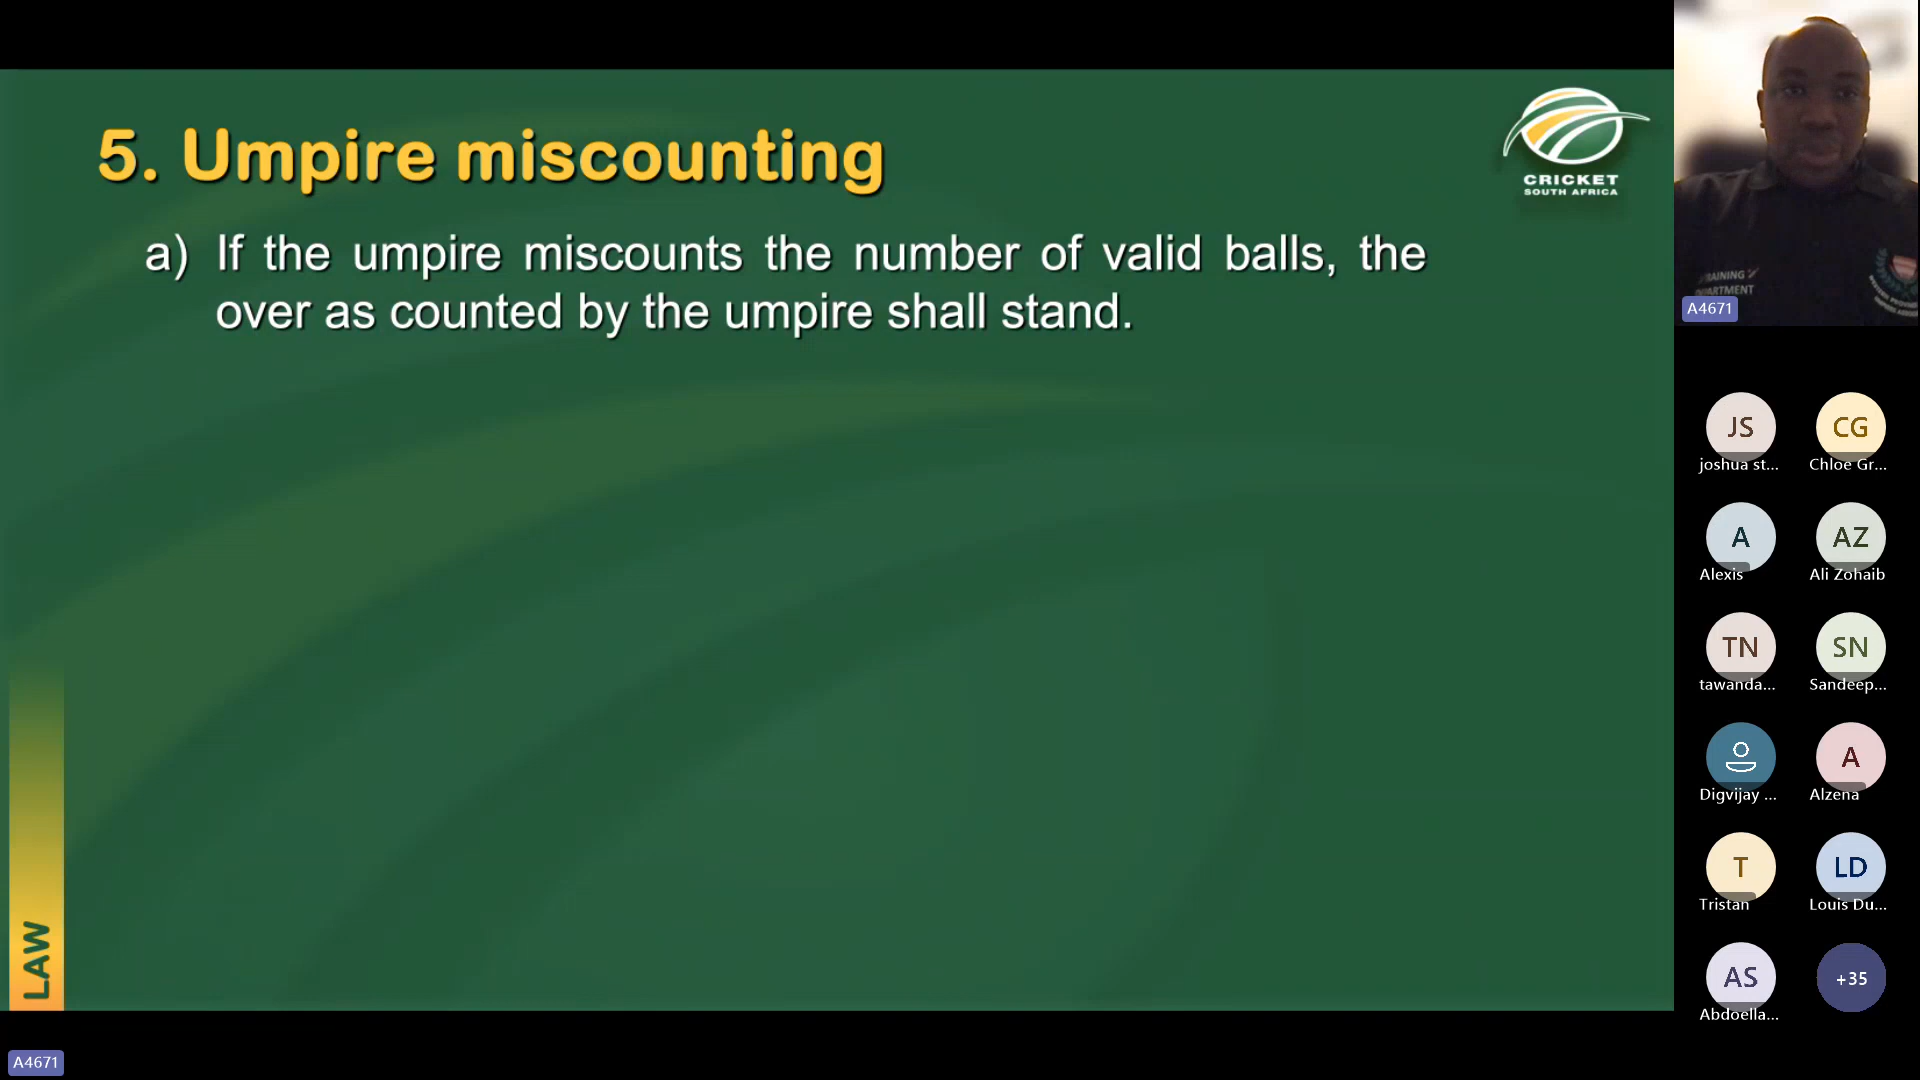 5. Umpire miscounting
a) If the umpire miscounts the number of valid balls, the
over as counted by the umpire shall stand.
CRICKET
SOUTH AFRICA
LAW
A4671
A4671
JS
joshua st...
CG
Chloe Gr...
A
Alexis
AZ
Ali Zohaib
TN
tawanda...
SN
Sandeep...
Digvijay ...
A
Alzena
T
Tristan
LD
Louis Du...
AS
Abdoella...
+35